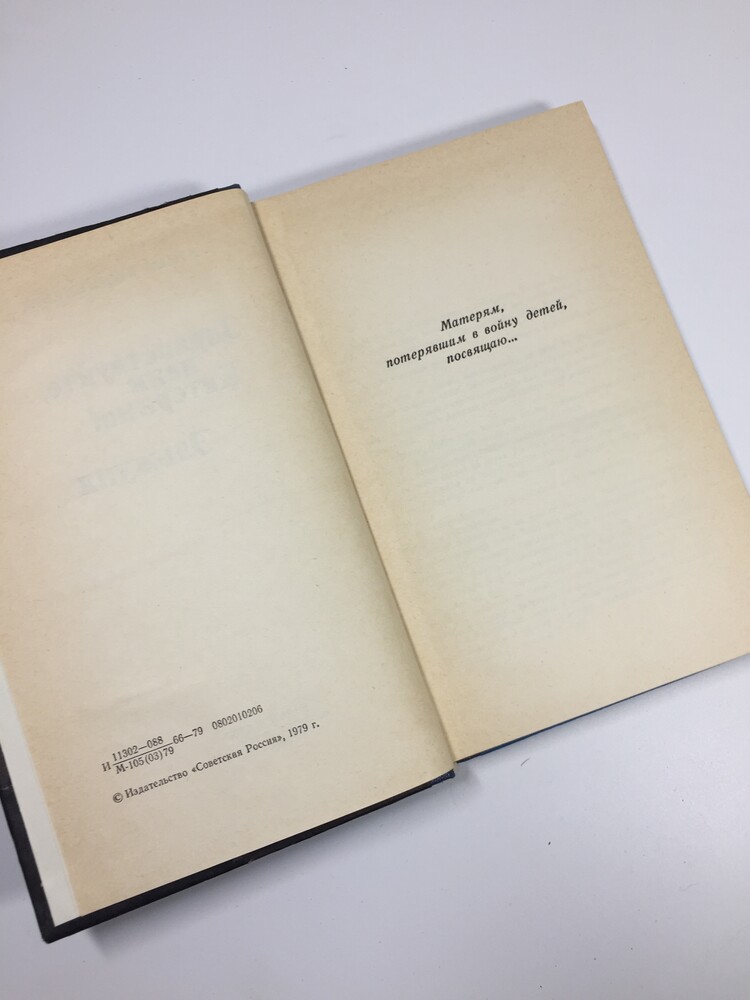 И 11302—088 66—79 0802010206
М-105(03)79
© Издательство «Советская Россия», 1979 г.
Матерям,
потерявшим в войну детей,
посвящаю...